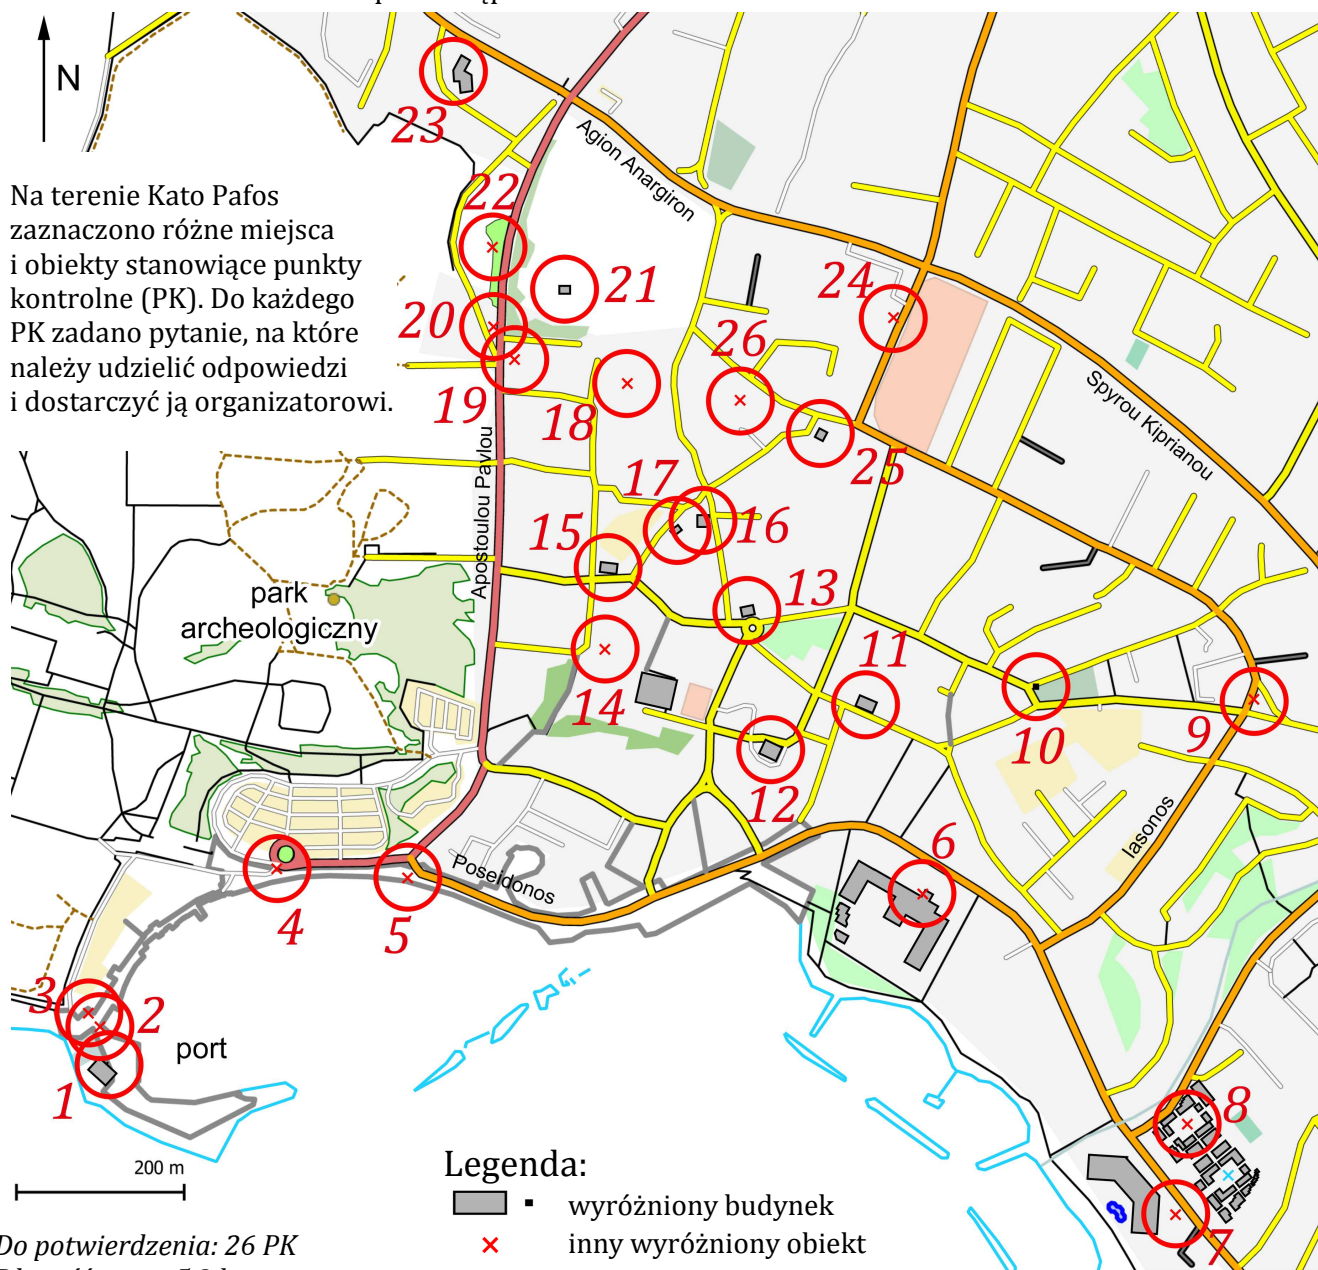 N
23
Agion Anargiron
Na terenie Kato Pafos
zaznaczono różne miejsca
i obiekty stanowiące punkty
kontrolne (PK). Do każdego
PK zadano pytanie, na które
należy udzielić odpowiedzi
i dostarczyć ją organizatorowi.
22
21
24
20
26
19
18
Spyrou Kiprianou
Apostoulou Pavlou
25
17
16
15
13
park
archeologiczny
14
11
9
10
12
Iasonos
6
Poseidonos
4
5
3
2
port
1
8
200 m
Legenda:
wyróżniony budynek
inny wyróżniony obiekt
7
Do potwierdzenia: 26 PK